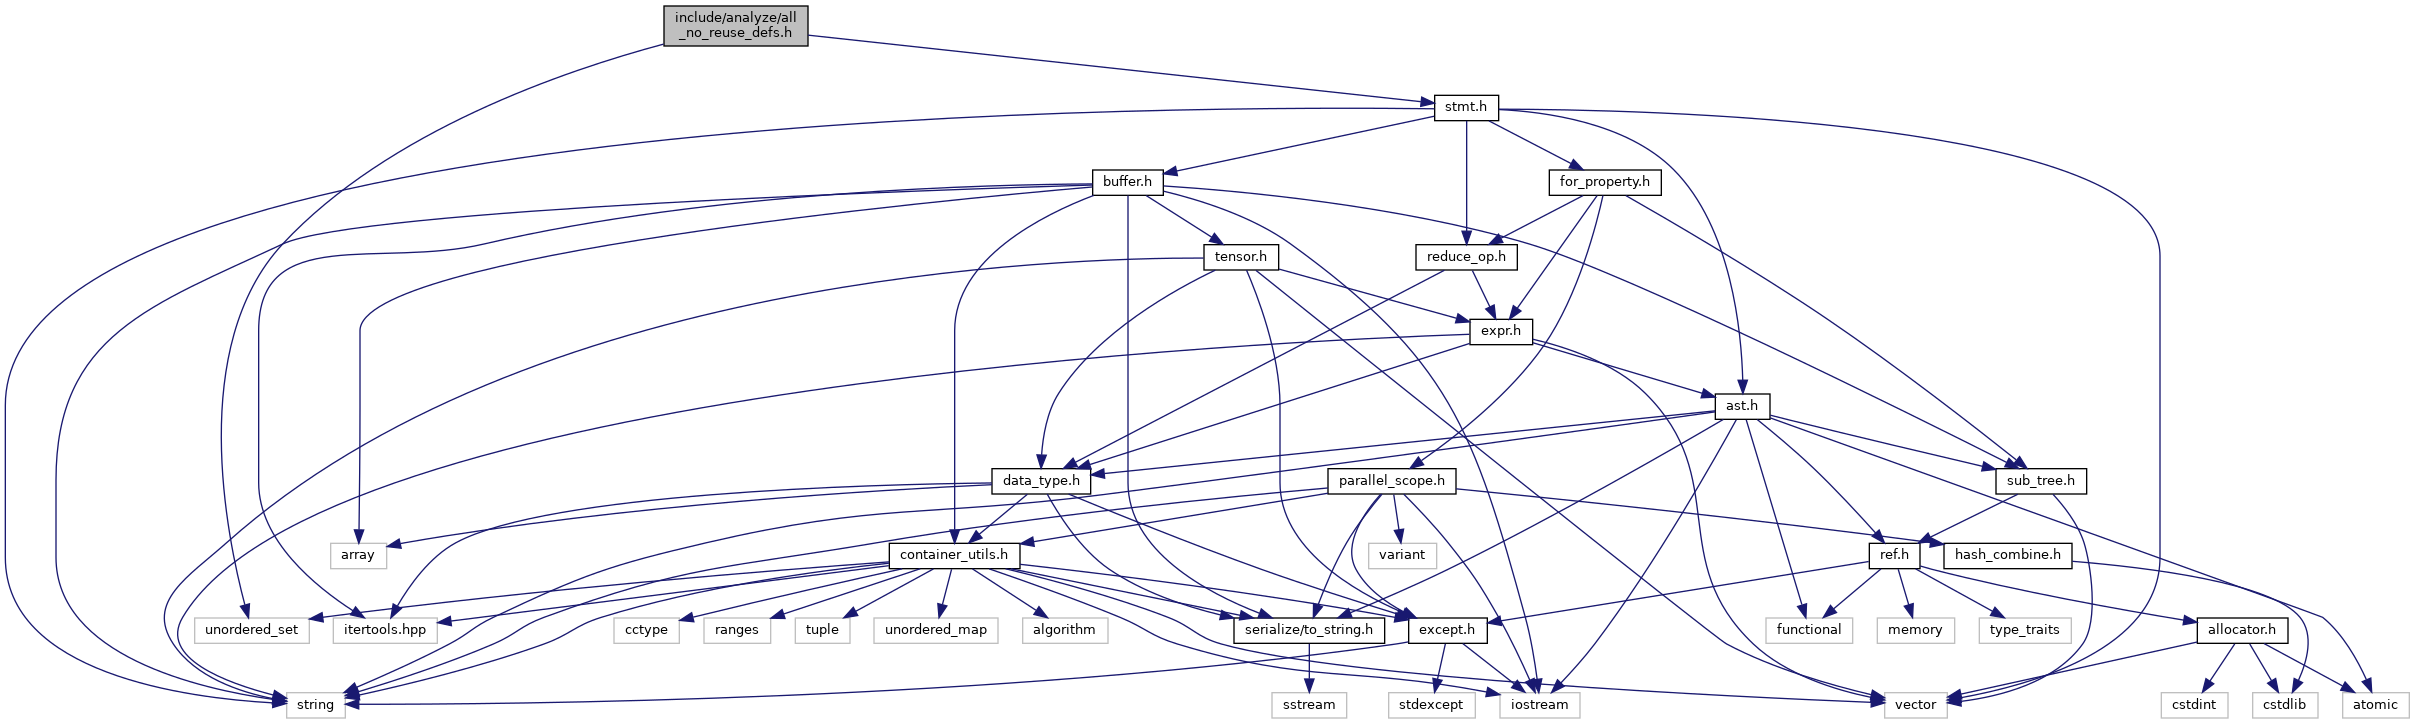 include/analyze/all
_no_reuse_defs.h
stmt.h
buffer.h
for_property.h
tensor.h
reduce_op.h
expr.h
ast.h
data_type.h
parallel_scope.h
sub_tree.h
array
container_utils.h
variant
ref.h
hash_combine.h
unordered_set
itertools.hpp
cctype
ranges
tuple
unordered_map
algorithm
serialize/to_string.h
except.h
functional
memory
type_traits
allocator.h
string
sstream
stdexcept
iostream
vector
cstdint
cstdlib
atomic